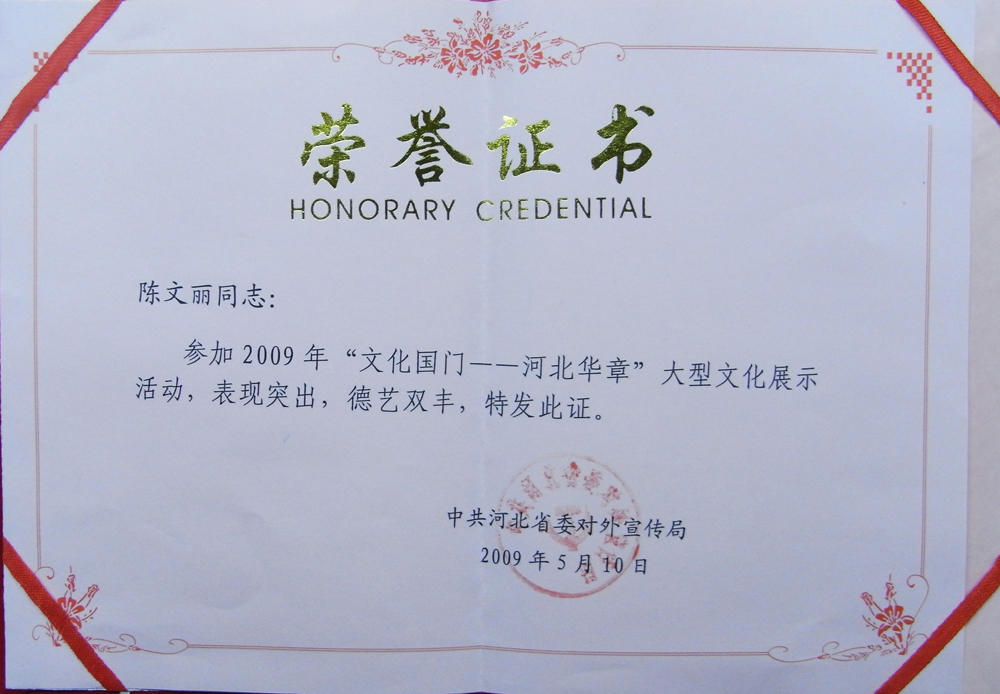 荣誉证书
HONORARY CREDENTIAL
陈文丽同志:
参加2009年“文化国门——河北华章”大型文化展示
活动,表现突出,德艺双丰,特发此证。
中共河北省委对外宣传局
2009年5月10日